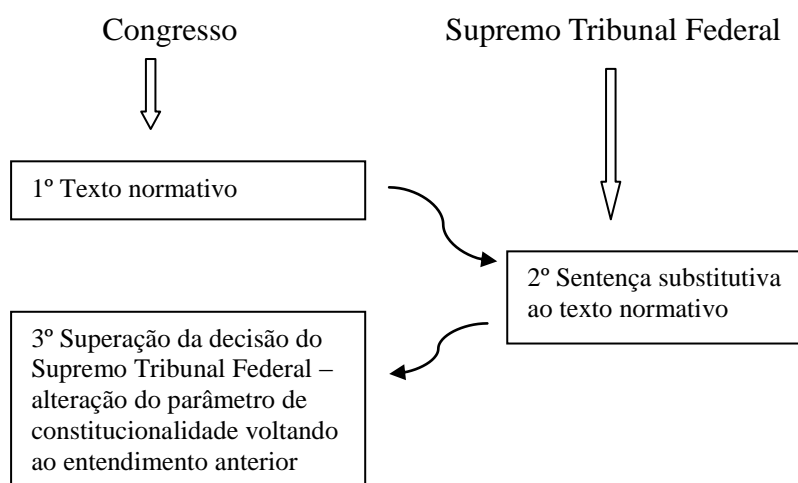 Congresso
Supremo Tribunal Federal
1º Texto normativo
2º Sentença substitutiva
ao texto normativo
3º Superação da decisão do
Supremo Tribunal Federal –
alteração do parâmetro de
constitucionalidade voltando
ao entendimento anterior